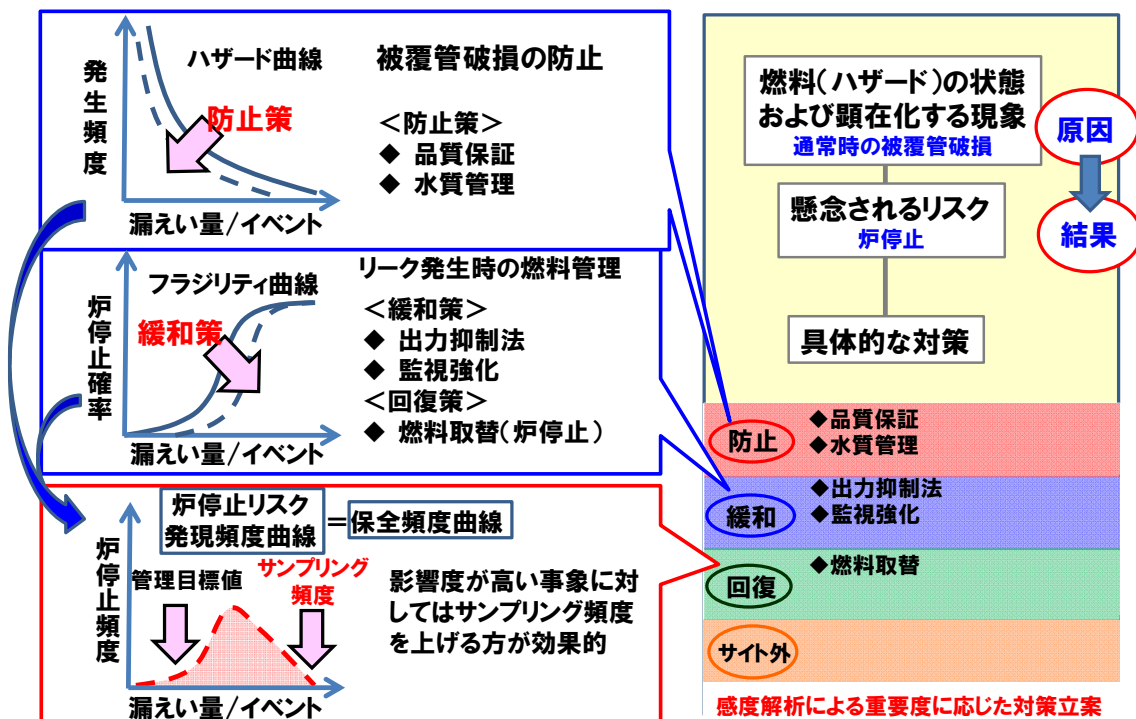 発生頻度
ハザード曲線
防止策
漏えい量/イベント
被覆管破損の防止
<防止策>
◆ 品質保証
◆ 水質管理
炉停止確率
フラジリティ曲線
緩和策
漏えい量/イベント
リーク発生時の燃料管理
<緩和策>
◆ 出力抑制法
◆ 監視強化
<回復策>
◆ 燃料取替(炉停止)
炉停止リスク
発現頻度曲線
=
保全頻度曲線
炉停止頻度
管理目標値
サンプリング
頻度
漏えい量/イベント
影響度が高い事象に対
してはサンプリング頻度
を上げる方が効果的
燃料(ハザード)の状態
および顕在化する現象
通常時の被覆管破損
原因
懸念されるリスク
炉停止
結果
具体的な対策
防止
◆品質保証
◆水質管理
緩和
◆出力抑制法
◆監視強化
回復
◆燃料取替
サイト外
感度解析による重要度に応じた対策立案